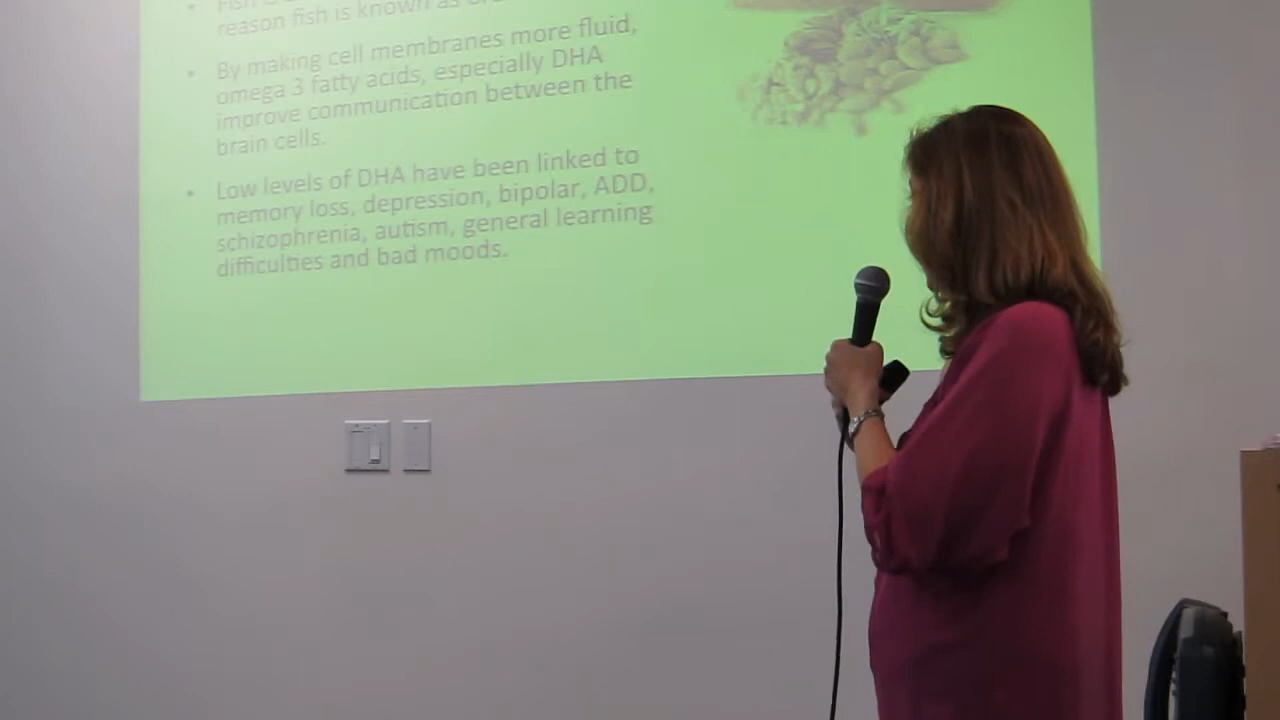 reason fish is known as
By making cell membranes more fluid,
omega 3 fatty acids, especially DHA
improve communication between the
brain cells.
Low levels of DHA have been linked to
memory loss, depression, bipolar, ADD,
schizophrenia, autism, general learning
difficulties and bad moods.